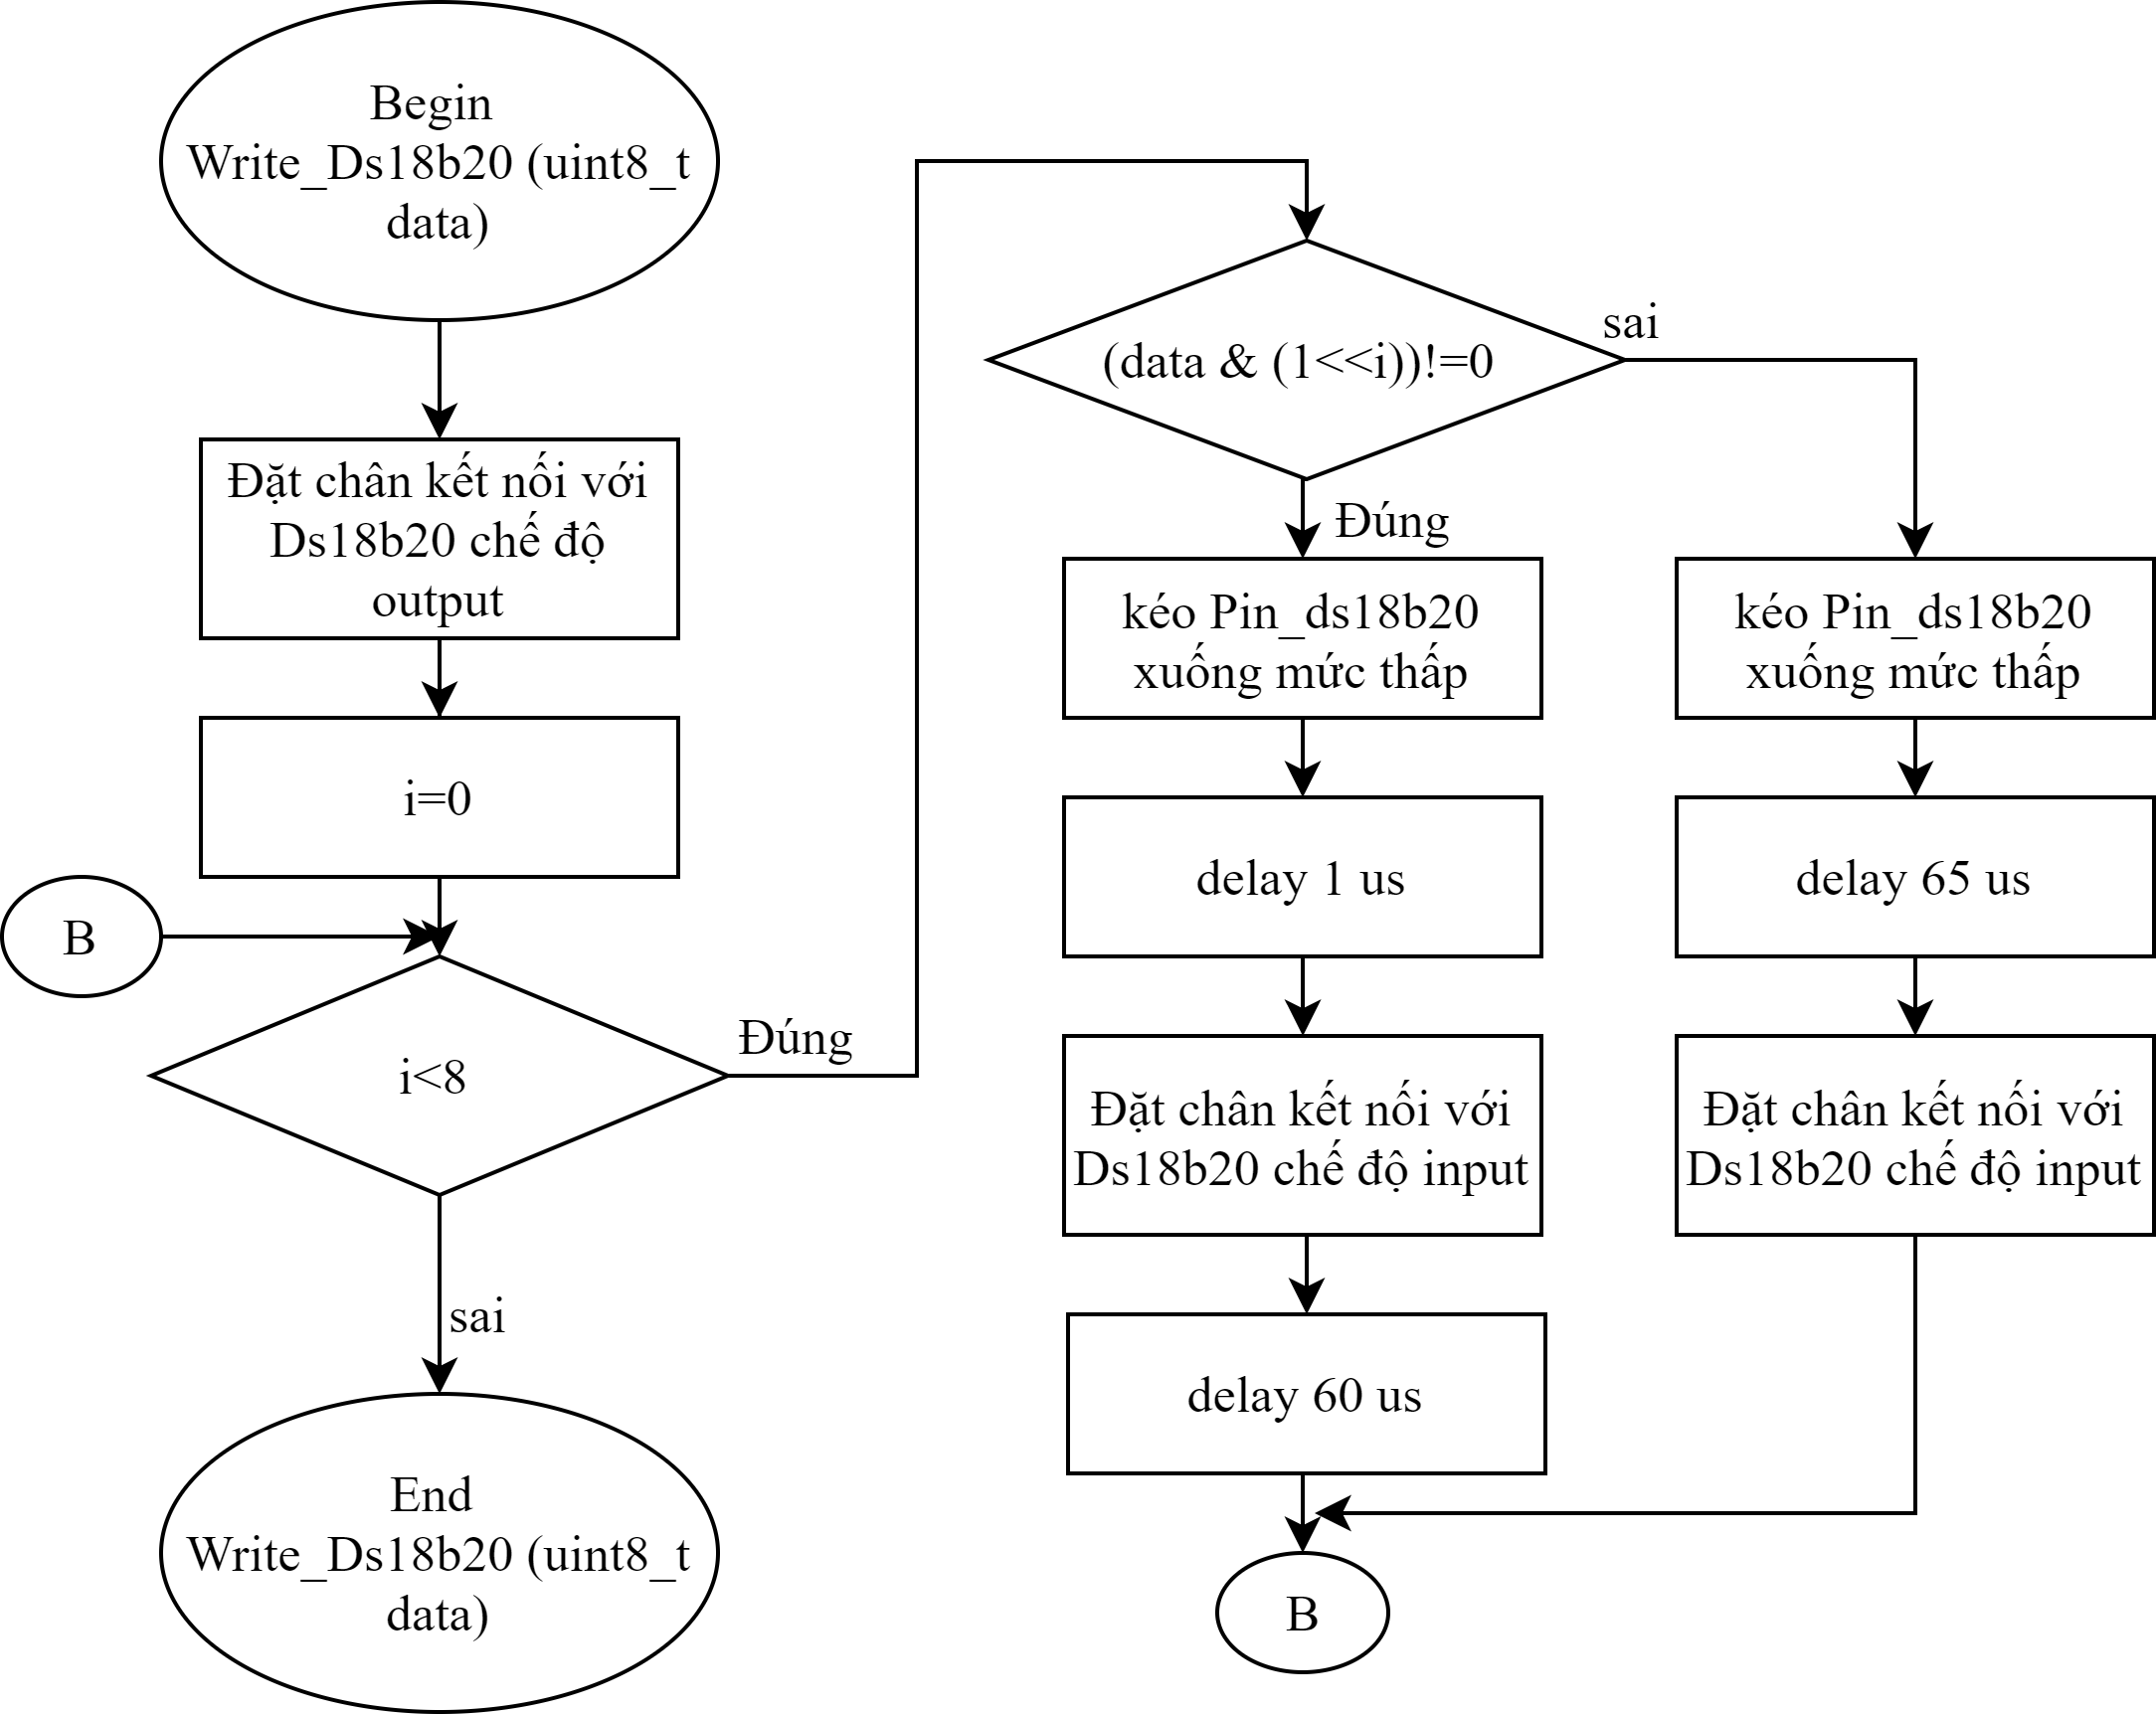 Begin
Write_Ds18b20 (uint8_t
data)
Đặt chân kết nối với
Ds18b20 chế độ
output
i=0
B
i<8
Đúng
sai
End
Write_Ds18b20 (uint8_t
data)
(data & (1<<i))!=0
sai
Đúng
kéo Pin_ds18b20
xuống mức thấp
delay 1 us
Đặt chân kết nối với
Ds18b20 chế độ input
delay 60 us
B
kéo Pin_ds18b20
xuống mức thấp
delay 65 us
Đặt chân kết nối với
Ds18b20 chế độ input